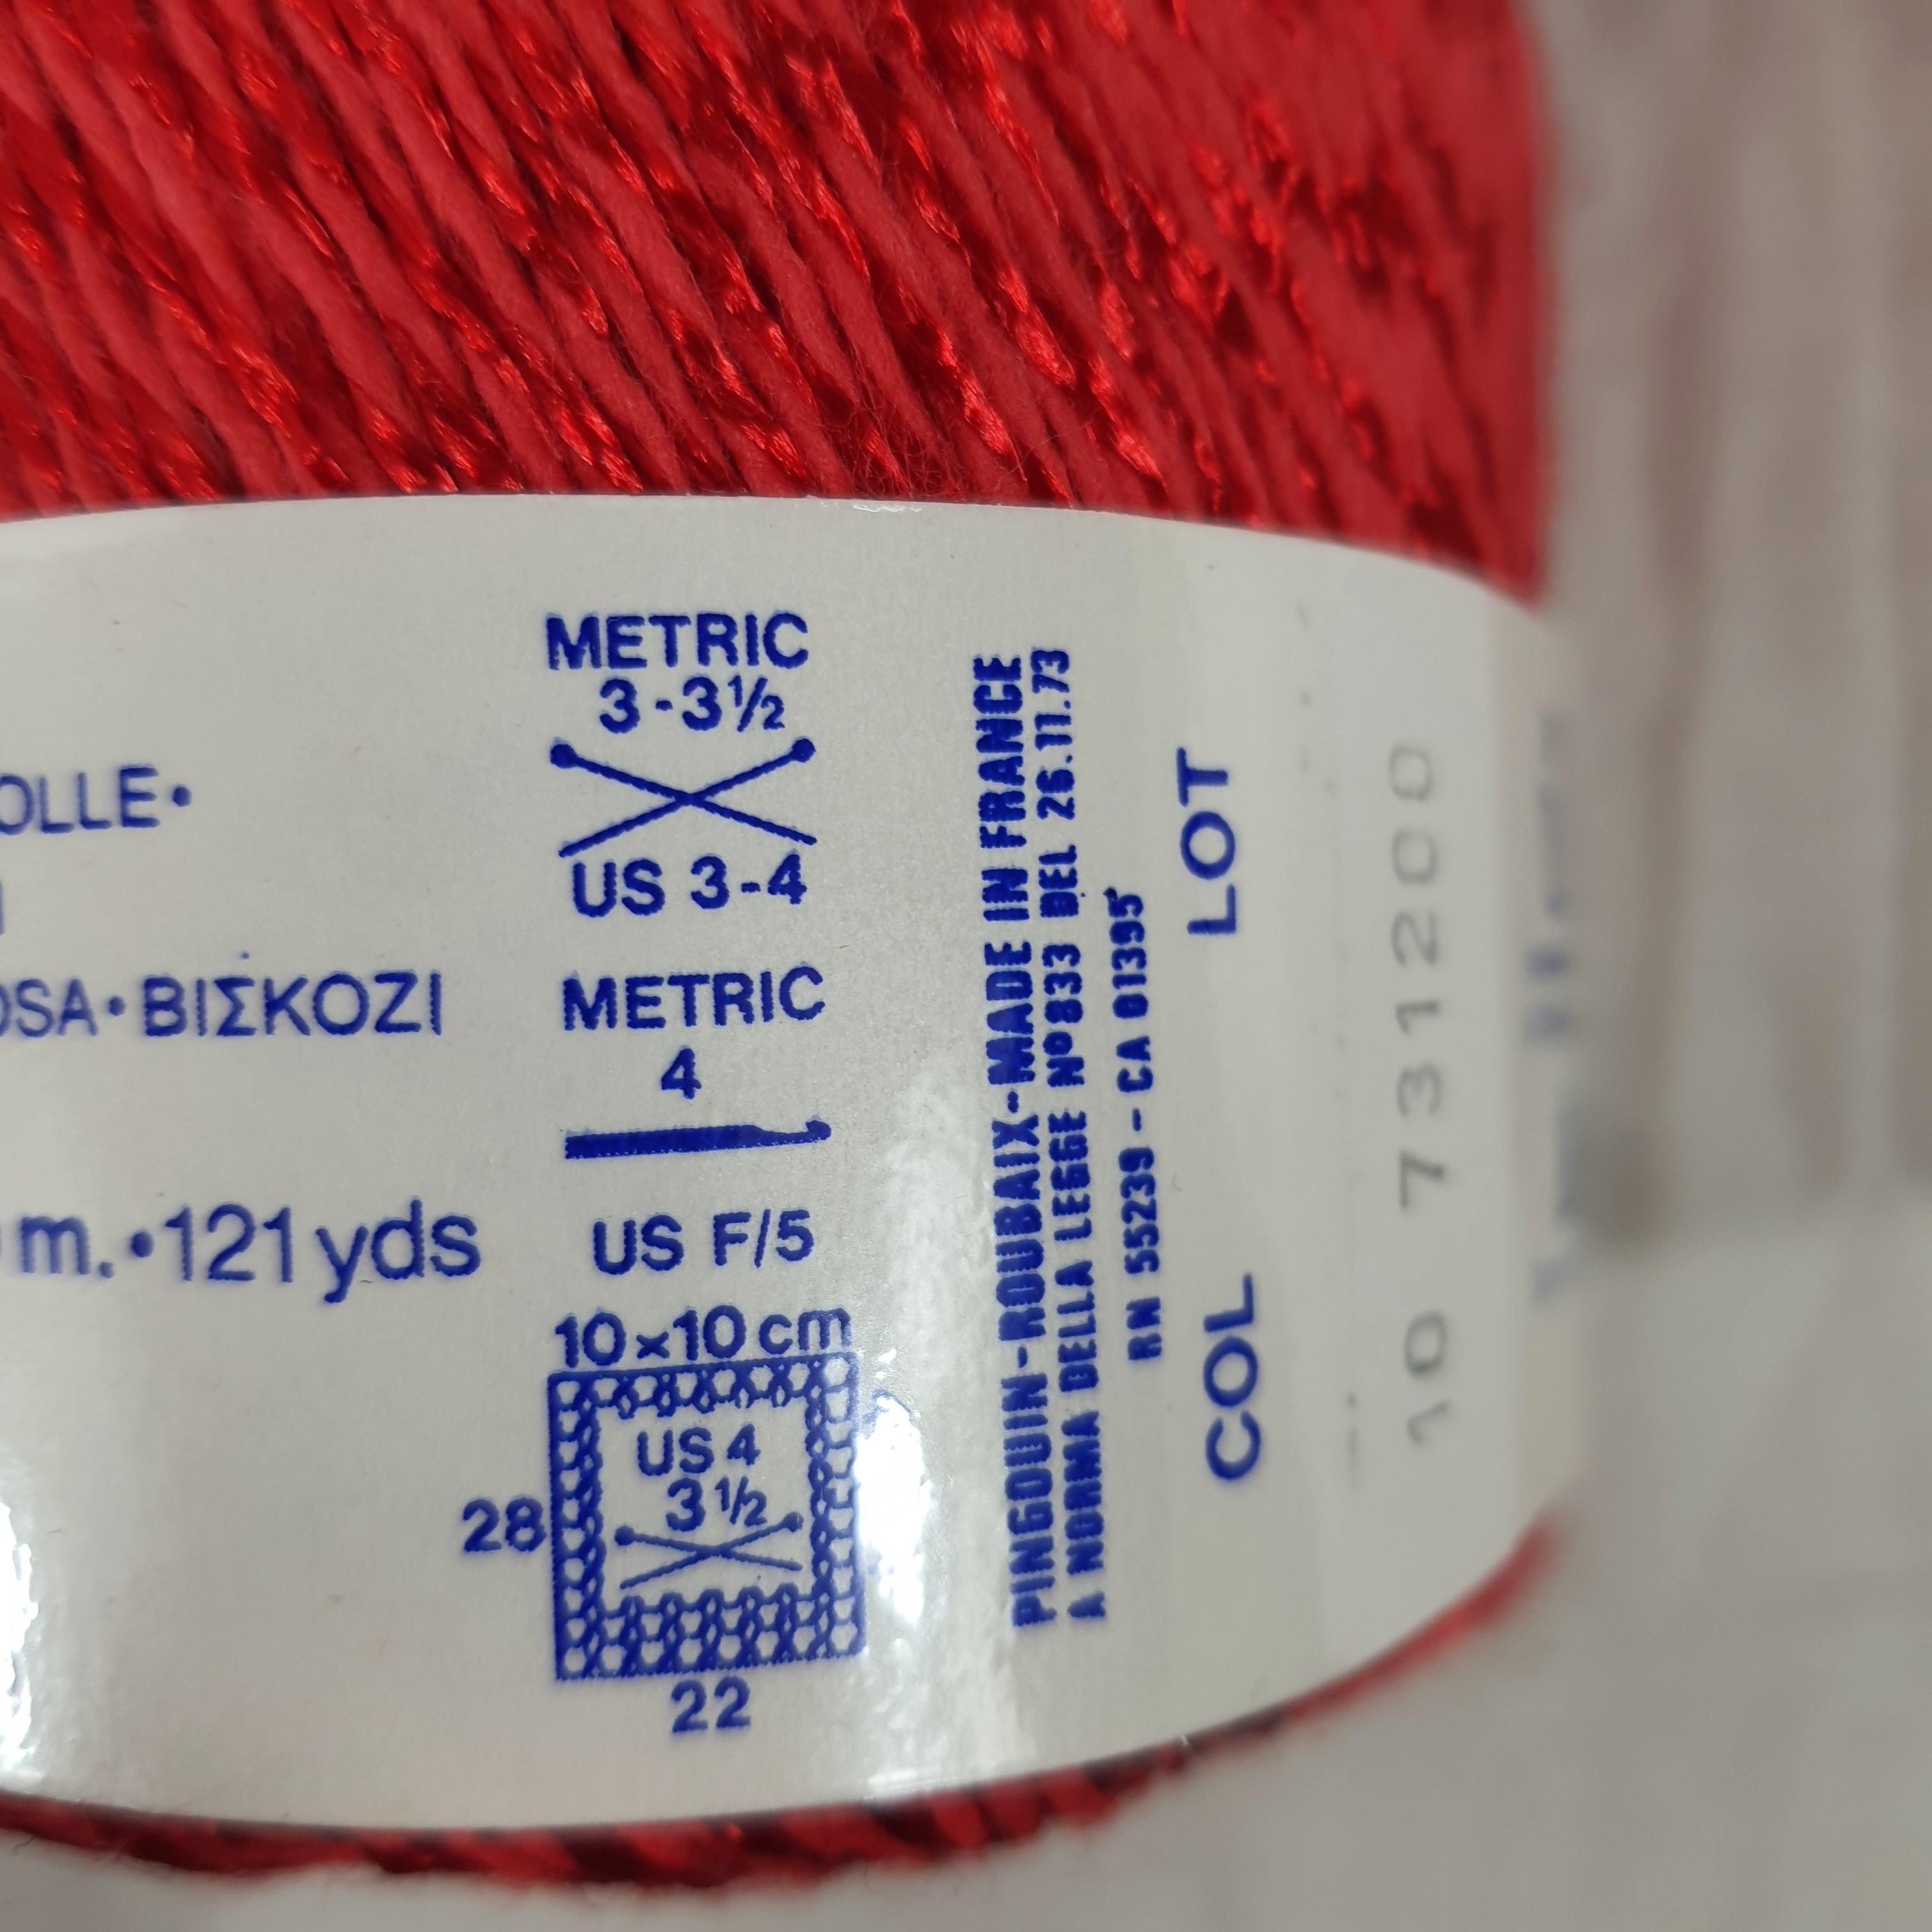 OLLE•
OSA•ΒΙΣΚΟΖΙ
m.•121 yds
METRIC
3-3½
US 3-4
METRIC
4
US F/5
10x10 cm
US 4
3½
28
22
PINGOUIN-ROUBAIX-MADE IN FRANCE
A NORMA DELLA LEGGE Nº 833 DEL 26.11.73
RN 55239 - CA 01395
COL LOT
10 731200